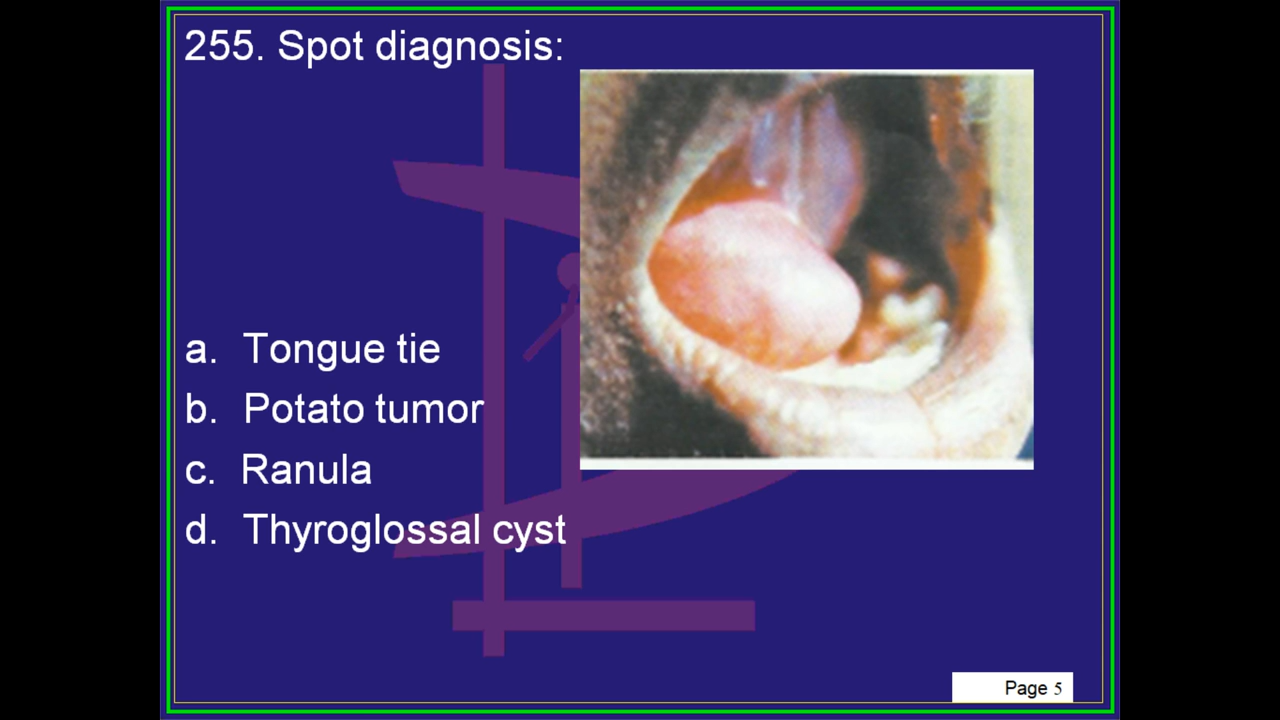 255. Spot diagnosis:
a. Tongue tie
b. Potato tumor
c. Ranula
d. Thyroglossal cyst
Page 5